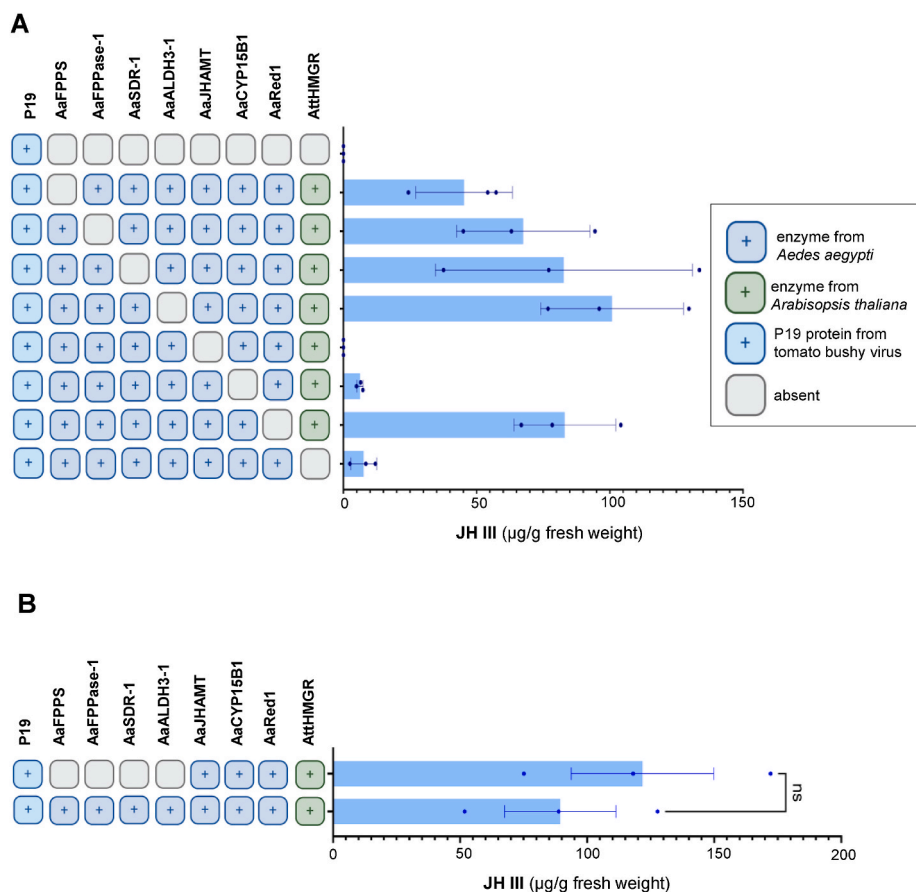 A
P19
AaFPPS
AaFPPase-1
AaSDR-1
AaALDH3-1
AaJHAMT
AaCYP15B1
AaRed1
AttHMGR
+
+ + + + + + + +
+ + + + + + + +
+ + + + + + + +
+ + + + + + + +
+ + + + + + + +
+ + + + + + + +
+ + + + + + + +
+ + + + + + + +
0 50 100 150
JH III (µg/g fresh weight)
+ enzyme from
Aedes aegypti
+ enzyme from
Arabisopsis thaliana
+ P19 protein from
tomato bushy virus
absent
B
P19
AaFPPS
AaFPPase-1
AaSDR-1
AaALDH3-1
AaJHAMT
AaCYP15B1
AaRed1
AttHMGR
+ + + + +
+ + + + + + + + +
ns
0 50 100 150 200
JH III (µg/g fresh weight)